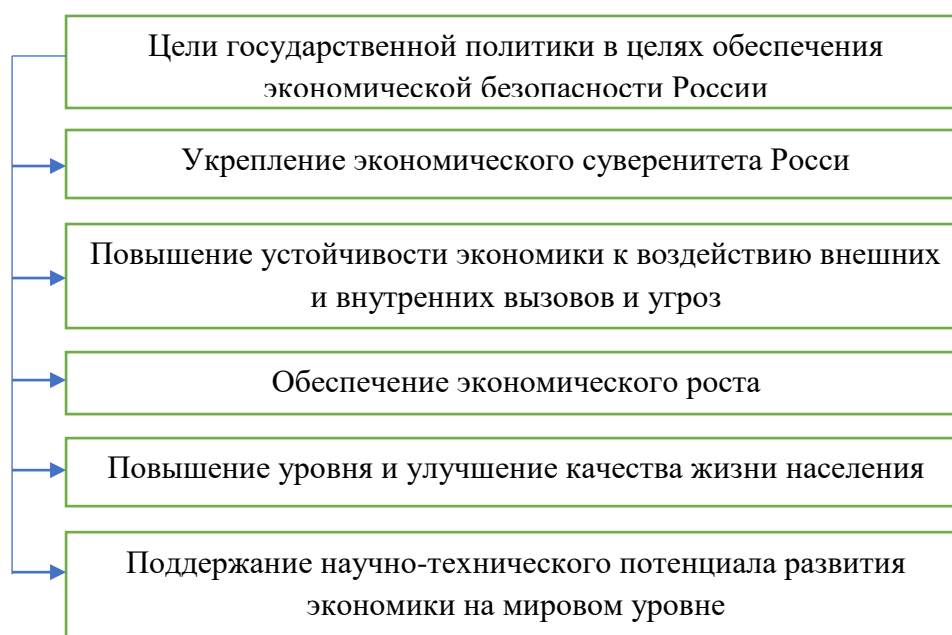 Цели государственной политики в целях обеспечения
экономической безопасности России
Укрепление экономического суверенитета Росси
Повышение устойчивости экономики к воздействию внешних
и внутренних вызовов и угроз
Обеспечение экономического роста
Повышение уровня и улучшение качества жизни населения
Поддержание научно-технического потенциала развития
экономики на мировом уровне